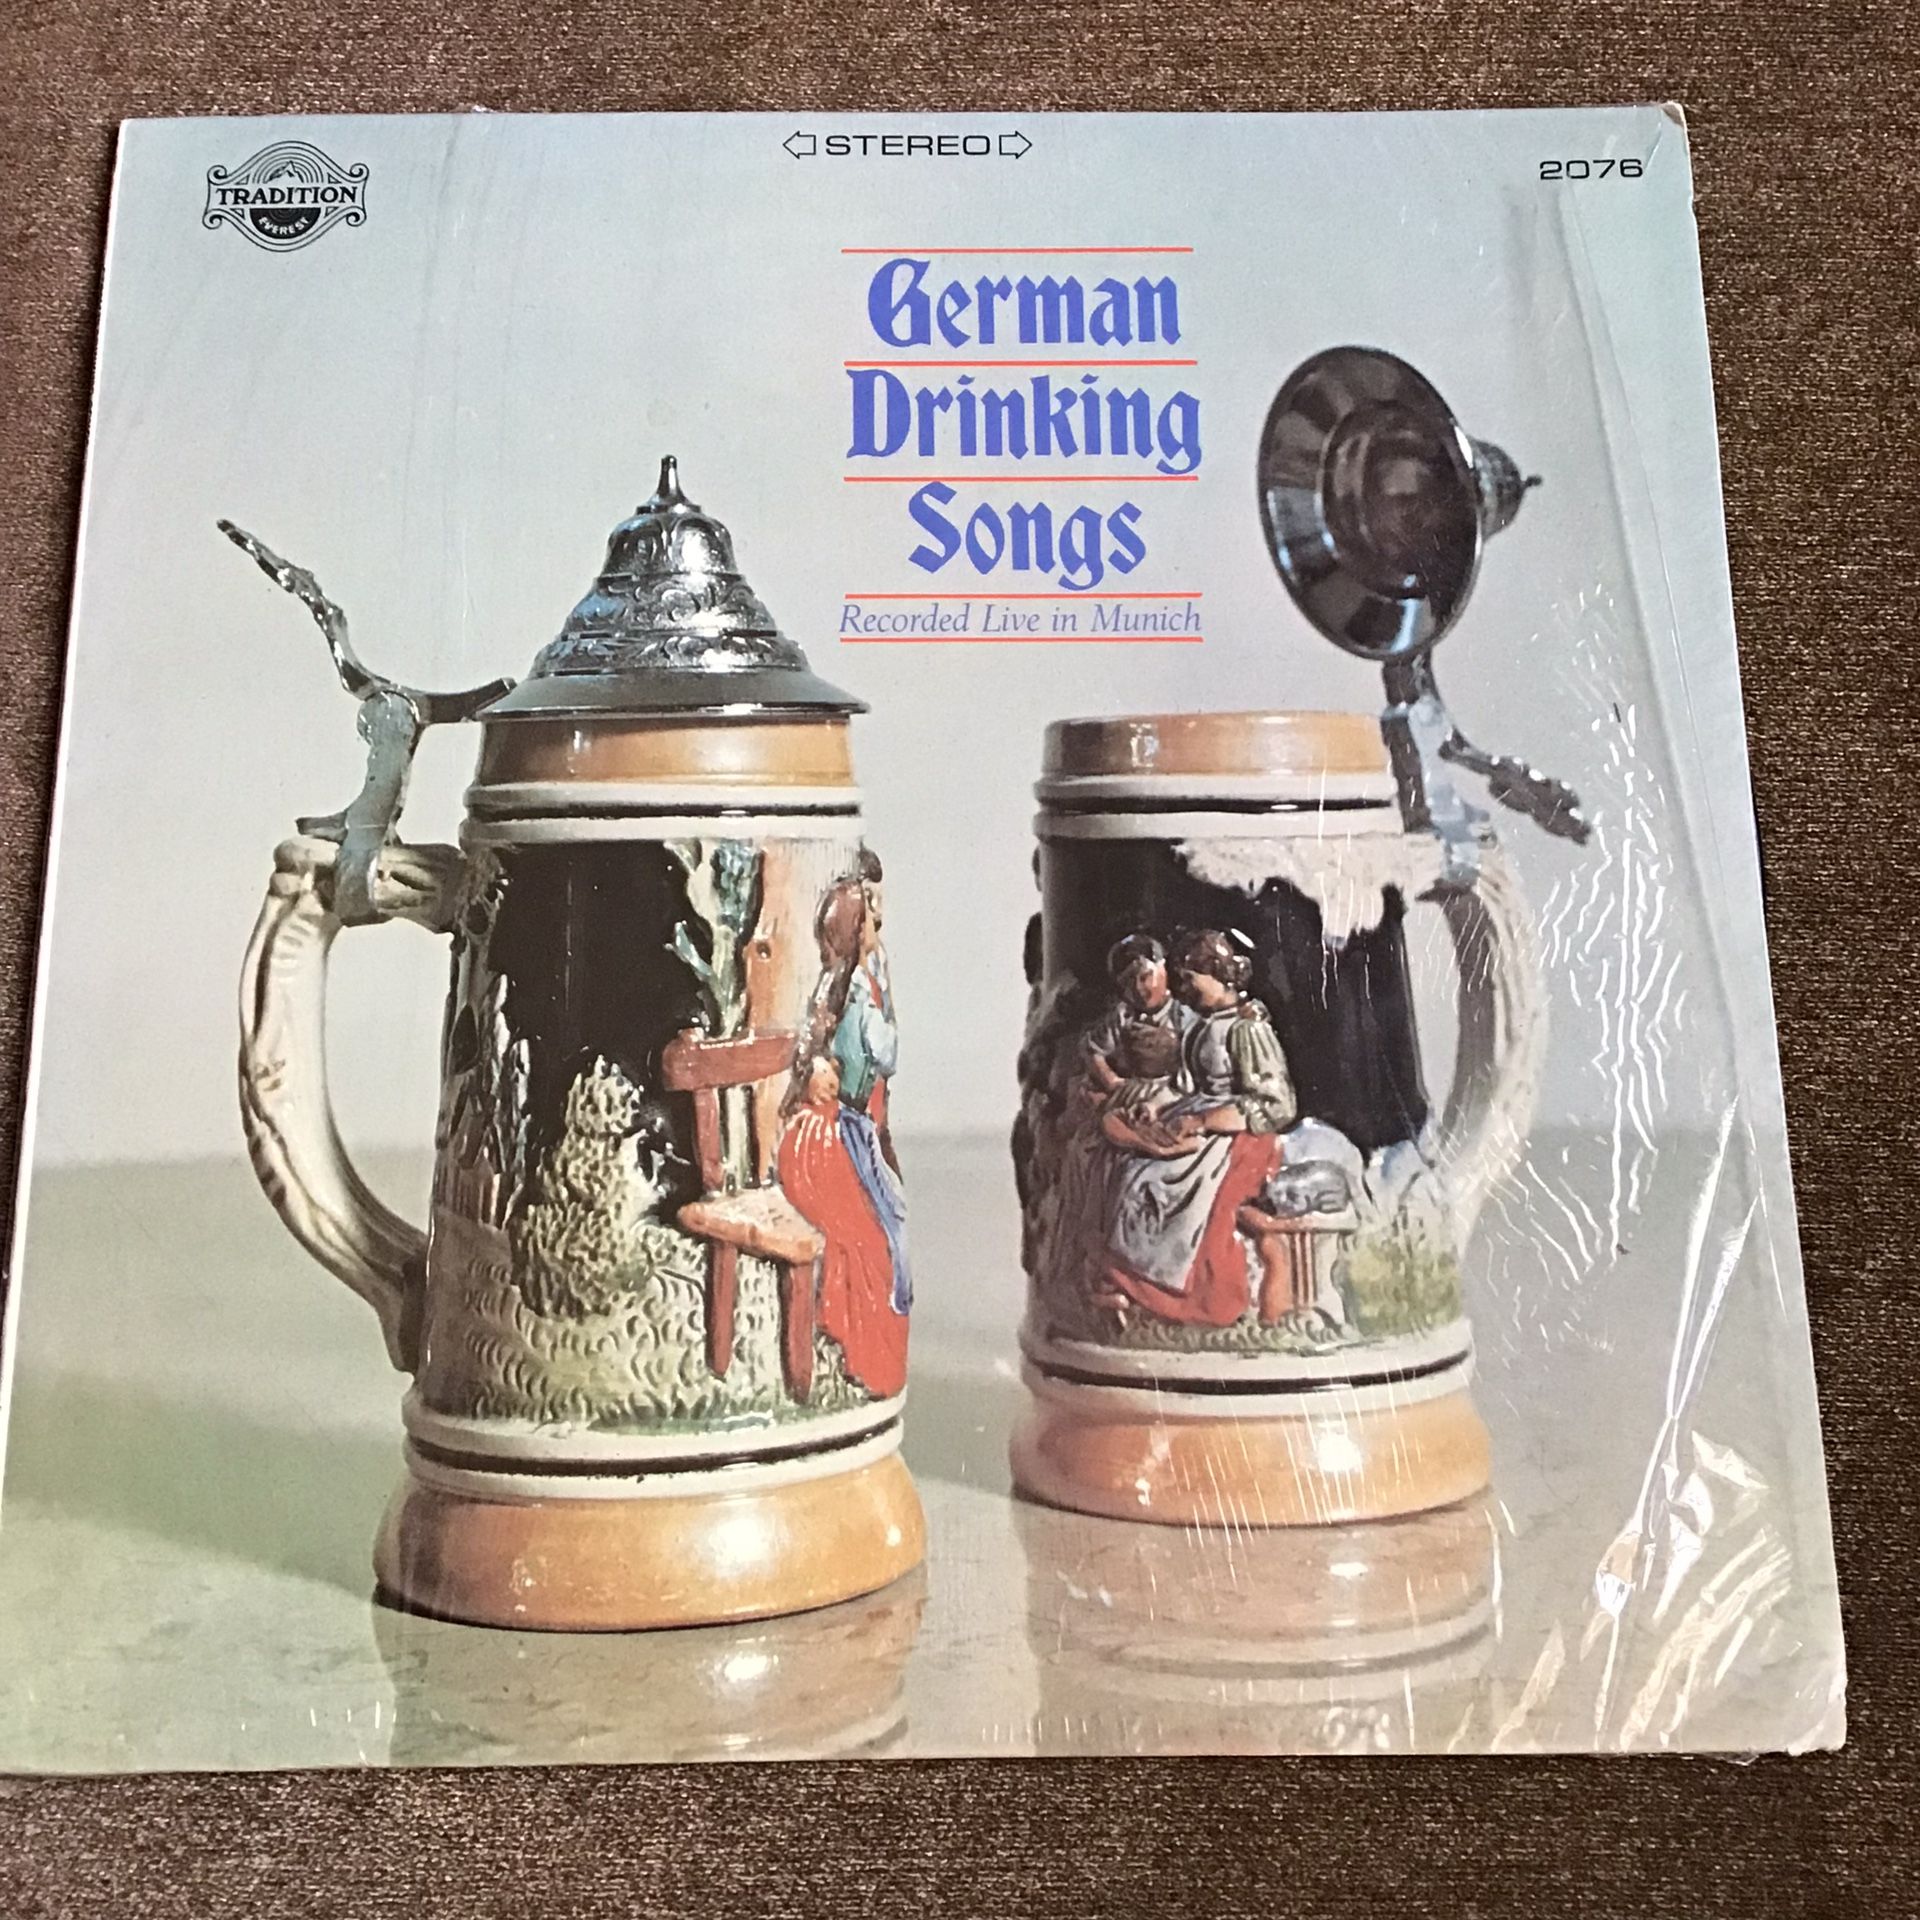 STEREO
2076
TRADITION
EVEREST
German
Drinking
Songs
Recorded Live in Munich